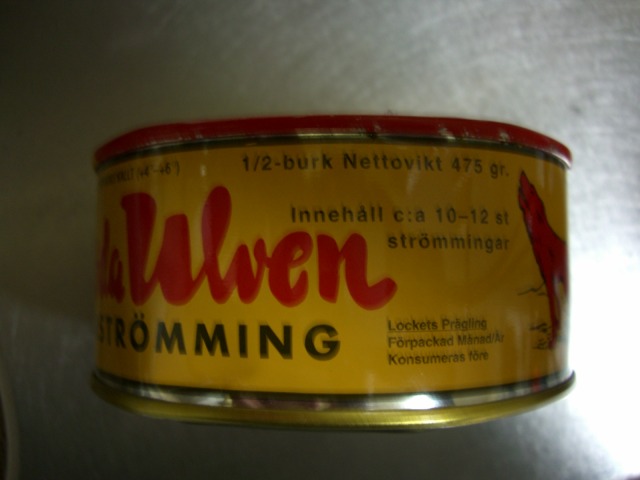 1/2-burk Nettovikt 475 gr.
Innehåll c:a 10-12 st
strömmingar
da Ulven
STRÖMMING
Lockets Prägling
Förpackad Månad/År
Konsumeras före